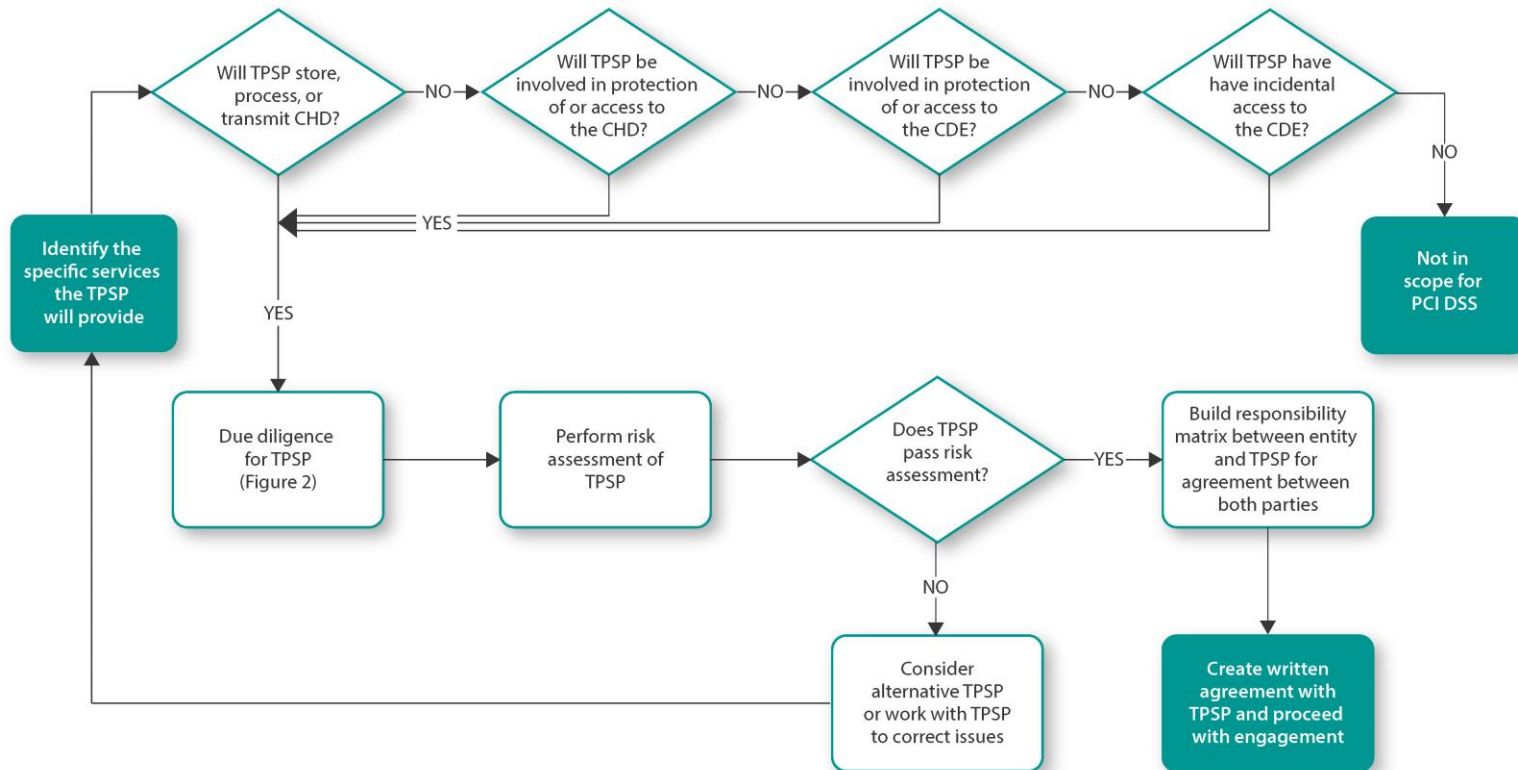 Will TPSP store,
process, or
transmit CHD?
NO
Will TPSP be
involved in protection
of or access to
the CHD?
NO
Will TPSP be
involved in protection
of or access to
the CDE?
NO
Will TPSP have
have incidental
access to
the CDE?
NO
YES
Identify the
specific services
the TPSP
will provide
Not in
scope for
PCI DSS
YES
Due diligence
for TPSP
(Figure 2)
Perform risk
assessment of
TPSP
Does TPSP
pass risk
assessment?
YES
Build responsibility
matrix between entity
and TPSP for
agreement between
both parties
NO
Consider
alternative TPSP
or work with TPSP
to correct issues
Create written
agreement with
TPSP and proceed
with engagement